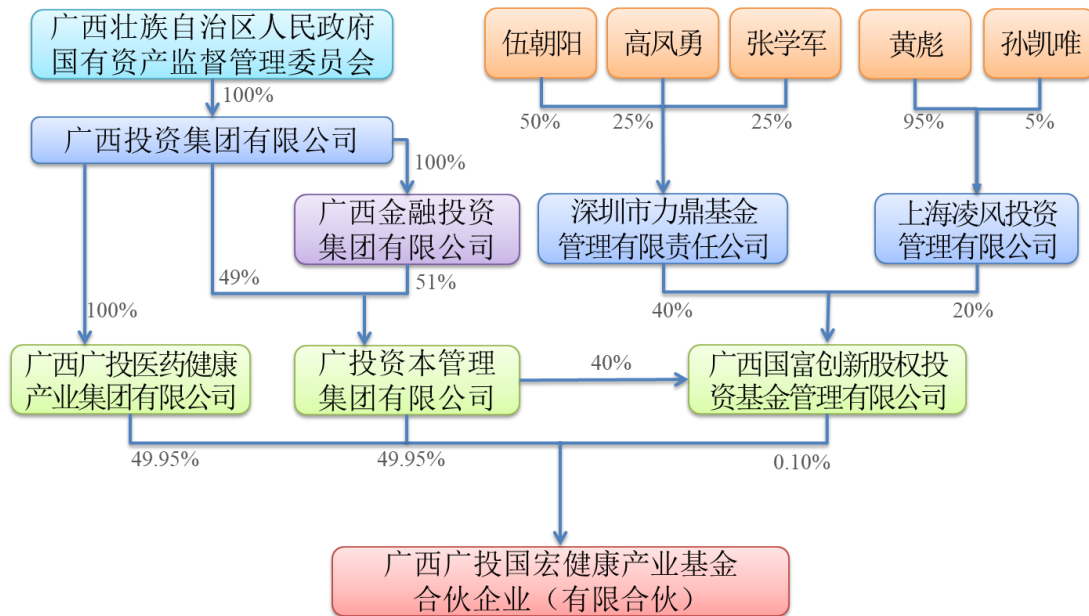 广西壮族自治区人民政府
国有资产监督管理委员会
伍朝阳
高凤勇
张学军
黄彪
孙凯唯
100%
50%
25%
25%
95%
5%
广西投资集团有限公司
100%
广西金融投资
集团有限公司
深圳市力鼎基金
管理有限责任公司
上海凌风投资
管理有限公司
49%
51%
100%
40%
20%
广西广投医药健康
产业集团有限公司
广投资本管理
集团有限公司
40%
广西国富创新股权投
资基金管理有限公司
49.95%
49.95%
0.10%
广西广投国宏健康产业基金
合伙企业（有限合伙）